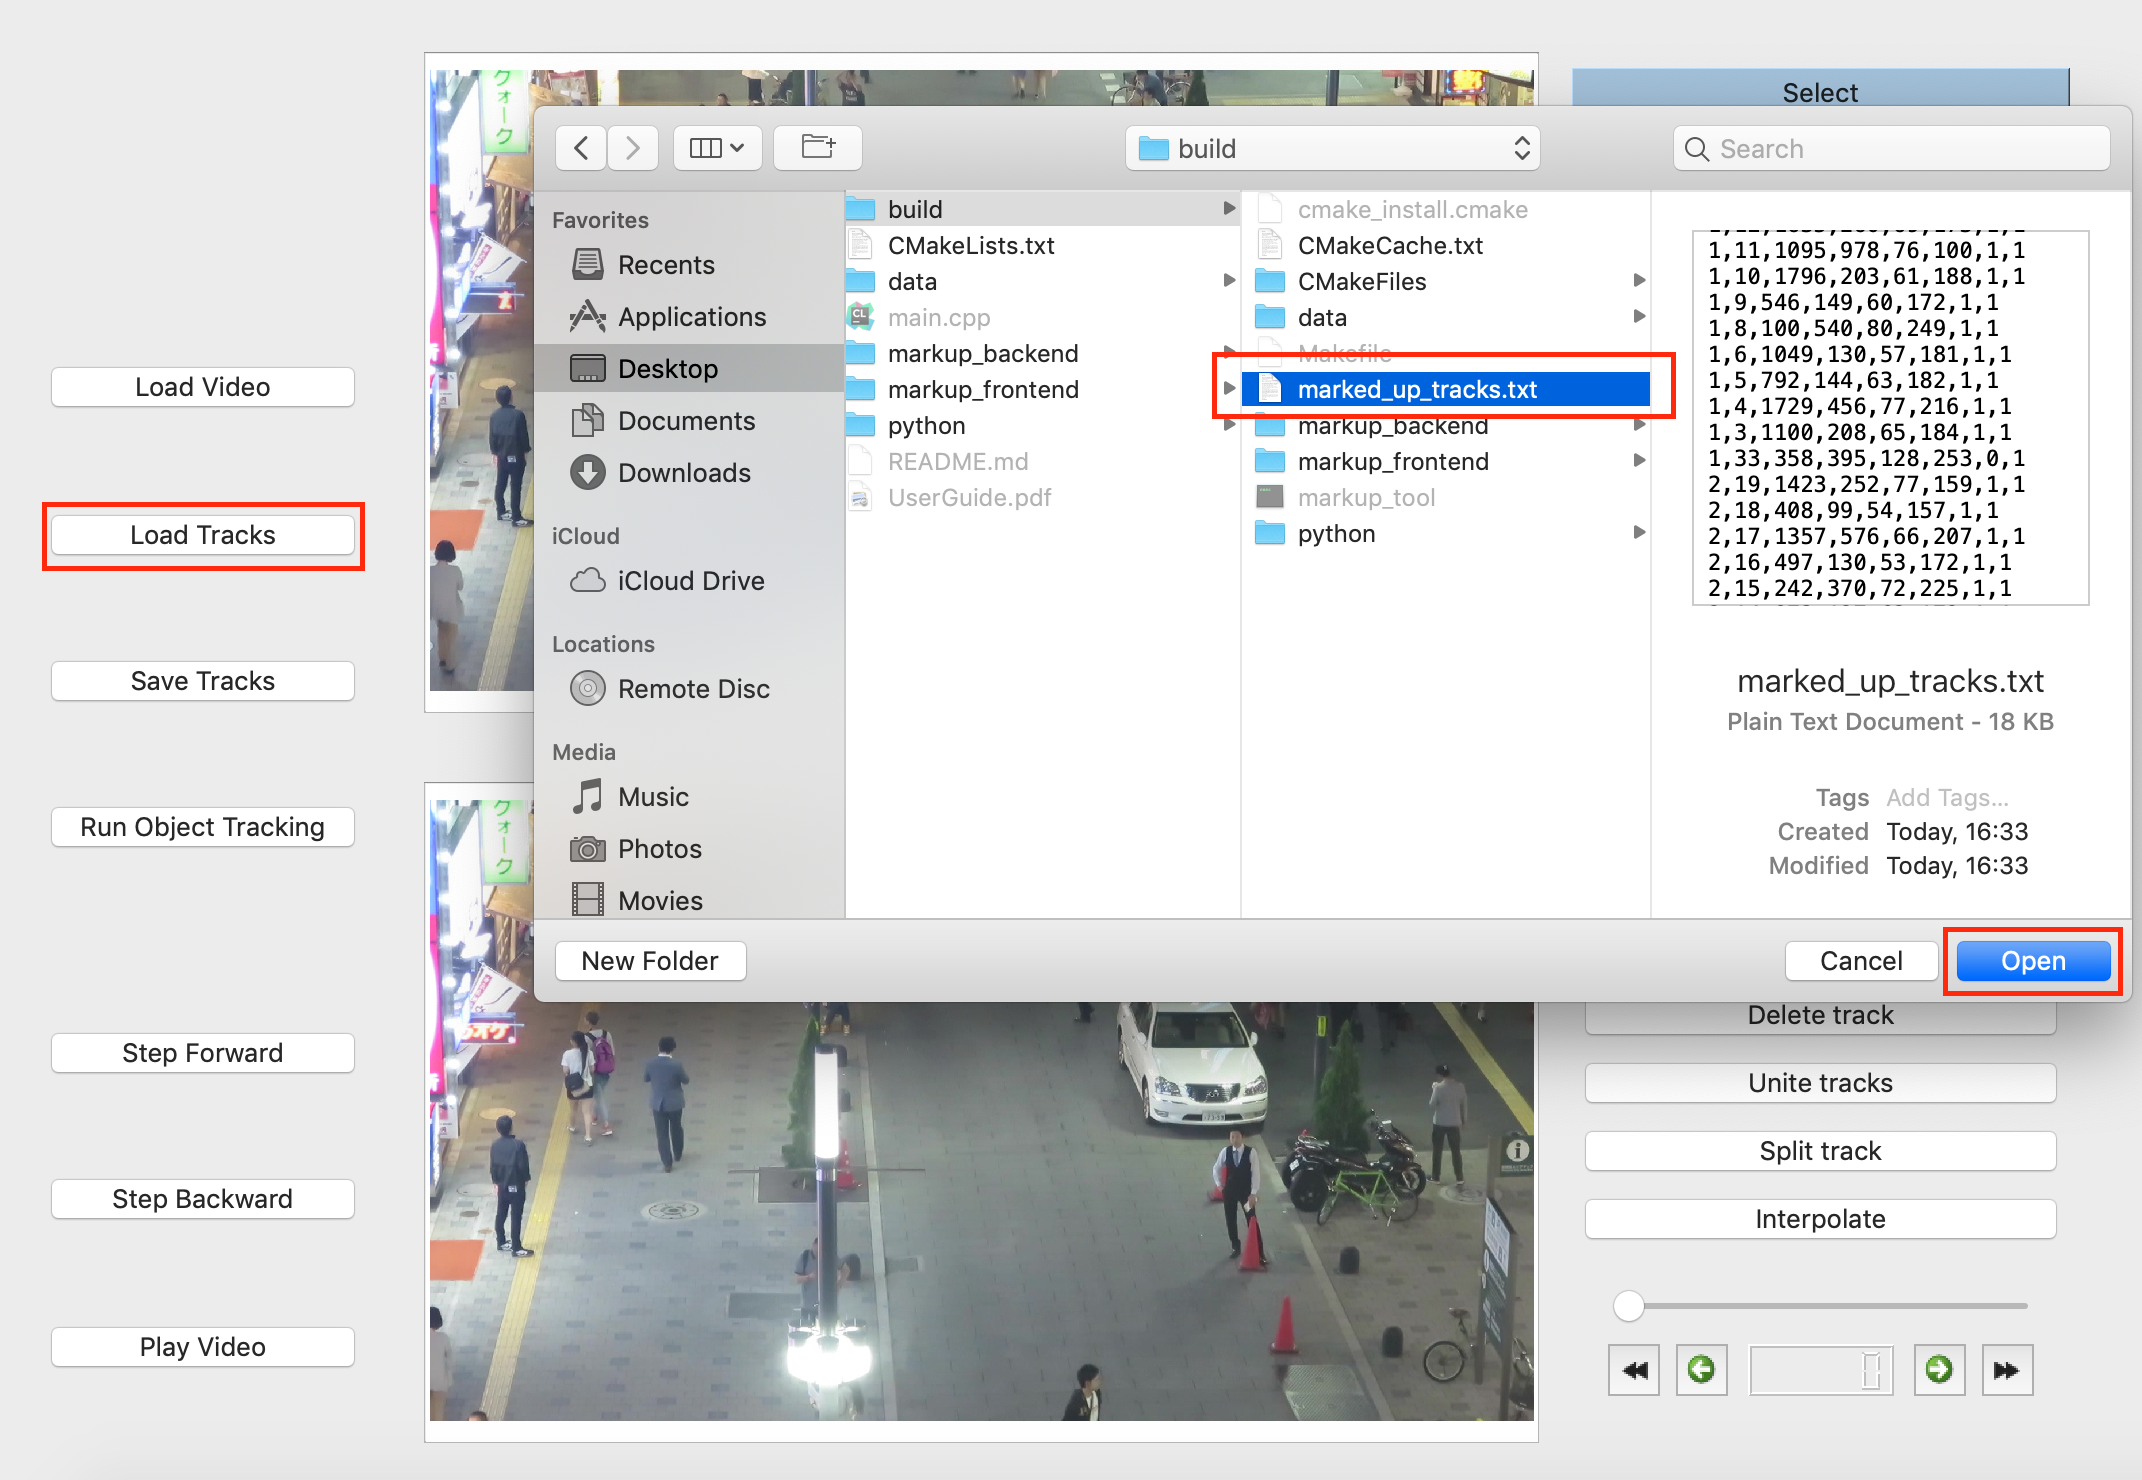 Load Video
Load Tracks
Save Tracks
Run Object Tracking
Step Forward
Step Backward
Play Video
Select
build
Search
Favorites
Recents
Applications
Desktop
Documents
Downloads
iCloud
iCloud Drive
Locations
Remote Disc
Media
Music
Photos
Movies
build
CMakeLists.txt
data
main.cpp
markup_backend
markup_frontend
python
README.md
UserGuide.pdf
cmake_install.cmake
CMakeCache.txt
CMakeFiles
data
Makefile
marked_up_tracks.txt
markup_backend
markup_frontend
markup_tool
python
1,11,1095,978,76,100,1,1
1,10,1796,203,61,188,1,1
1,9,546,149,60,172,1,1
1,8,100,540,80,249,1,1
1,6,1049,130,57,181,1,1
1,5,792,144,63,182,1,1
1,4,1729,456,77,216,1,1
1,3,1100,208,65,184,1,1
1,33,358,395,128,253,0,1
2,19,1423,252,77,159,1,1
2,18,408,99,54,157,1,1
2,17,1357,576,66,207,1,1
2,16,497,130,53,172,1,1
2,15,242,370,72,225,1,1
marked_up_tracks.txt
Plain Text Document - 18 KB
Tags Add Tags...
Created Today, 16:33
Modified Today, 16:33
New Folder
Cancel
Open
Delete track
Unite tracks
Split track
Interpolate
0
クォーク
クォーク